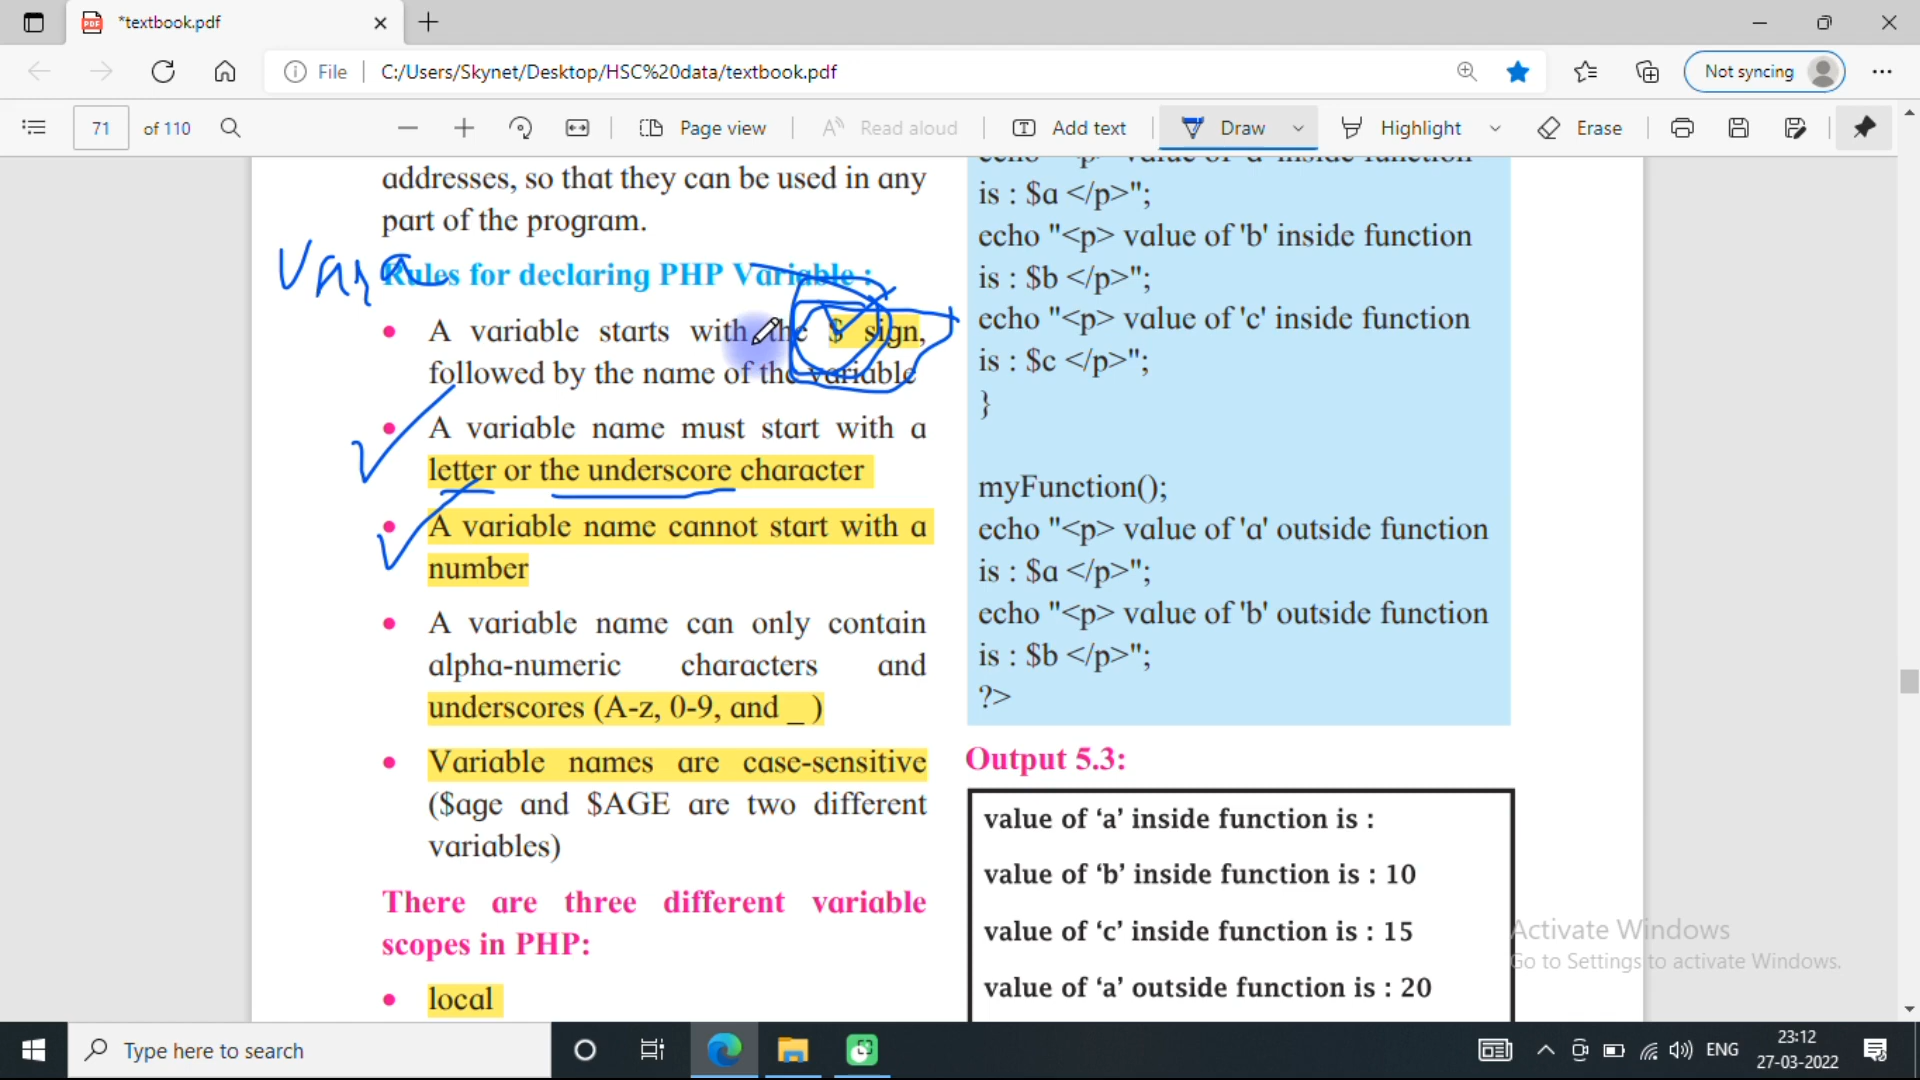 *textbook.pdf
File
C:/Users/Skynet/Desktop/HSC%20data/textbook.pdf
Not syncing
71
of 110
Page view
Read aloud
Add text
Draw
Highlight
Erase
addresses, so that they can be used in any
part of the program.
Vara
Rules for declaring PHP Variable :
• A variable starts with the $ sign,
followed by the name of the variable
• A variable name must start with a
letter or the underscore character
• A variable name cannot start with a
number
• A variable name can only contain
alpha-numeric characters and
underscores (A-z, 0-9, and _ )
• Variable names are case-sensitive
($age and $AGE are two different
variables)
There are three different variable
scopes in PHP:
• local
echo "<p> value of 'a' inside function
is : $a </p>";
echo "<p> value of 'b' inside function
is : $b </p>";
echo "<p> value of 'c' inside function
is : $c </p>";
}
myFunction();
echo "<p> value of 'a' outside function
is : $a </p>";
echo "<p> value of 'b' outside function
is : $b </p>";
?>
Output 5.3:
value of ‘a’ inside function is :
value of ‘b’ inside function is : 10
value of ‘c’ inside function is : 15
value of ‘a’ outside function is : 20
Activate Windows
Go to Settings to activate Windows.
Type here to search
ENG
23:12
27-03-2022